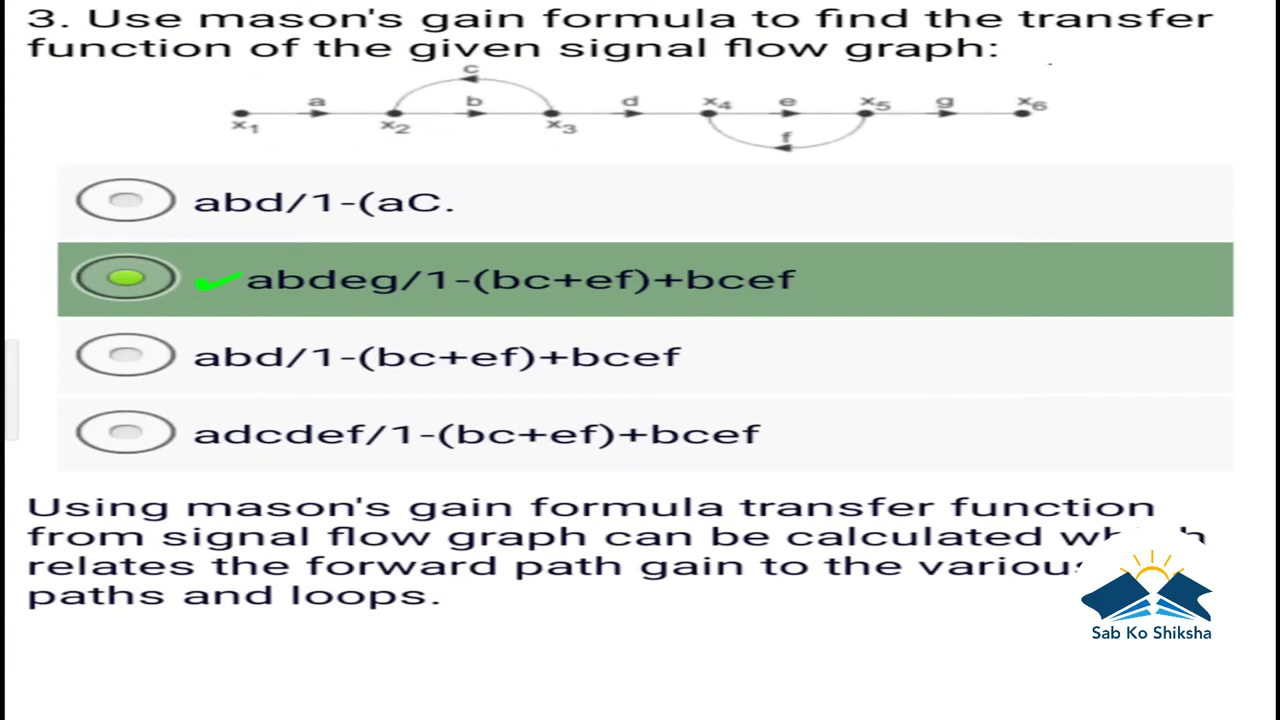 3. Use mason's gain formula to find the transfer
function of the given signal flow graph:
c
a b d x4 e x5 g x6
x1 x2 x3 f
abd/1-(aC.
✔abdeg/1-(bc+ef)+bcef
abd/1-(bc+ef)+bcef
adcdef/1-(bc+ef)+bcef
Using mason's gain formula transfer function
from signal flow graph can be calculated
relates the forward path gain to the
paths and loops.
Sab Ko Shiksha